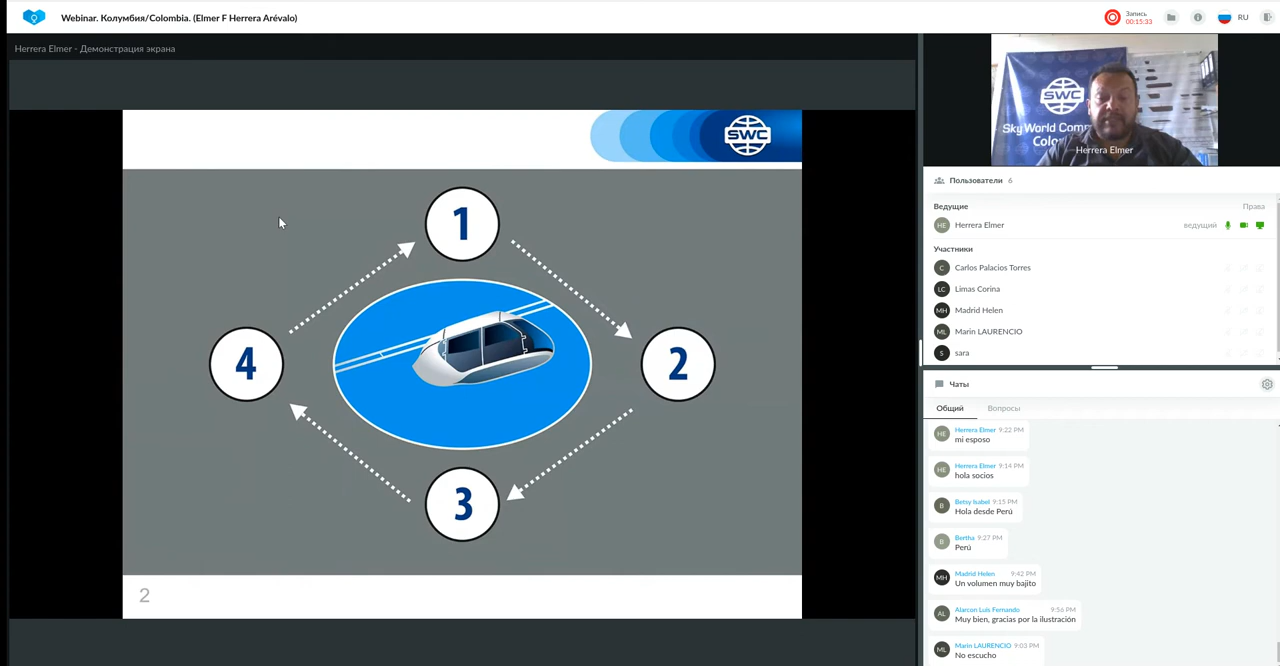 Webinar. Колумбия/Colombia. (Elmer F Herrera Arévalo)
Запись
00:15:33
RU
Herrera Elmer - Демонстрация экрана
SWC
1
2
3
4
2
SWC
Sky World Com
Colo
Herrera Elmer
Пользователи 6
Ведущие Права
HE Herrera Elmer ведущий
Участники
C Carlos Palacios Torres
LC Limas Corina
MH Madrid Helen
ML Marin LAURENCIO
S sara
Чаты
Общий Вопросы
HE Herrera Elmer 9:22 PM
mi esposo
HE Herrera Elmer 9:14 PM
hola socios
B Betsy Isabel 9:15 PM
Hola desde Perú
B Bertha 9:27 PM
Perú
MH Madrid Helen 9:42 PM
Un volumen muy bajito
AL Alarcon Luis Fernando 9:56 PM
Muy bien, gracias por la ilustración
ML Marin LAURENCIO 9:03 PM
No escucho